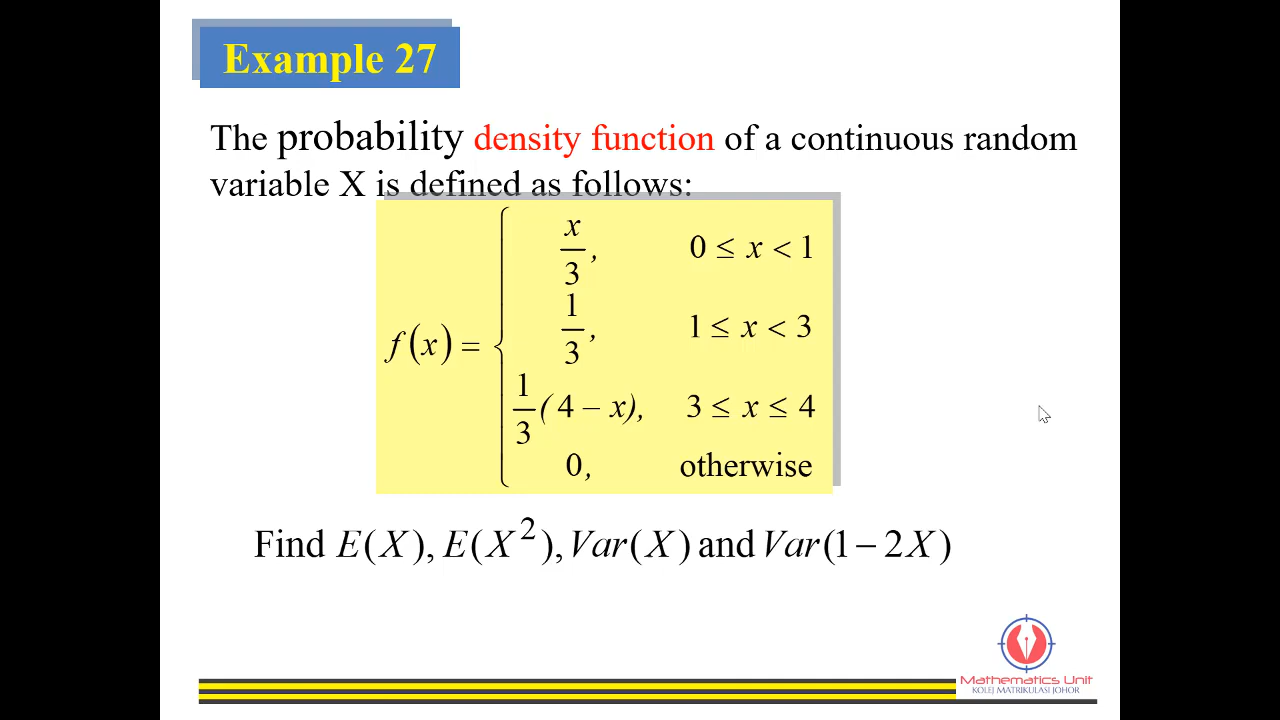 Example 27
The probability density function of a continuous random
variable X is defined as follows:
f(x) = { x/3, 0 ≤ x < 1
1/3, 1 ≤ x < 3
1/3 (4 − x), 3 ≤ x ≤ 4
0, otherwise
Find E(X), E(X²), Var(X) and Var(1 − 2X)
Mathematics Unit
KOLEJ MATRIKULASI JOHOR